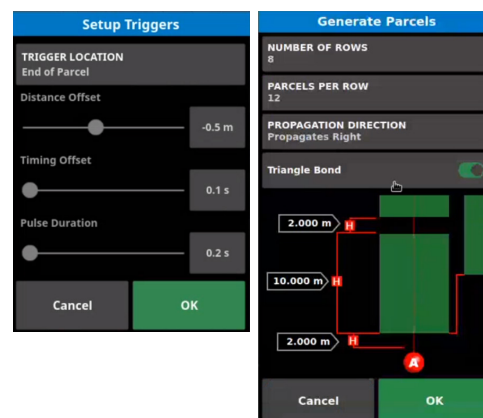 Setup Triggers
TRIGGER LOCATION
End of Parcel
Distance Offset
-0.5 m
Timing Offset
0.1 s
Pulse Duration
0.2 s
Cancel
OK
Generate Parcels
NUMBER OF ROWS
8
PARCELS PER ROW
12
PROPAGATION DIRECTION
Propagates Right
Triangle Bond
2.000 m
H
10.000 m
H
2.000 m
H
A
Cancel
OK